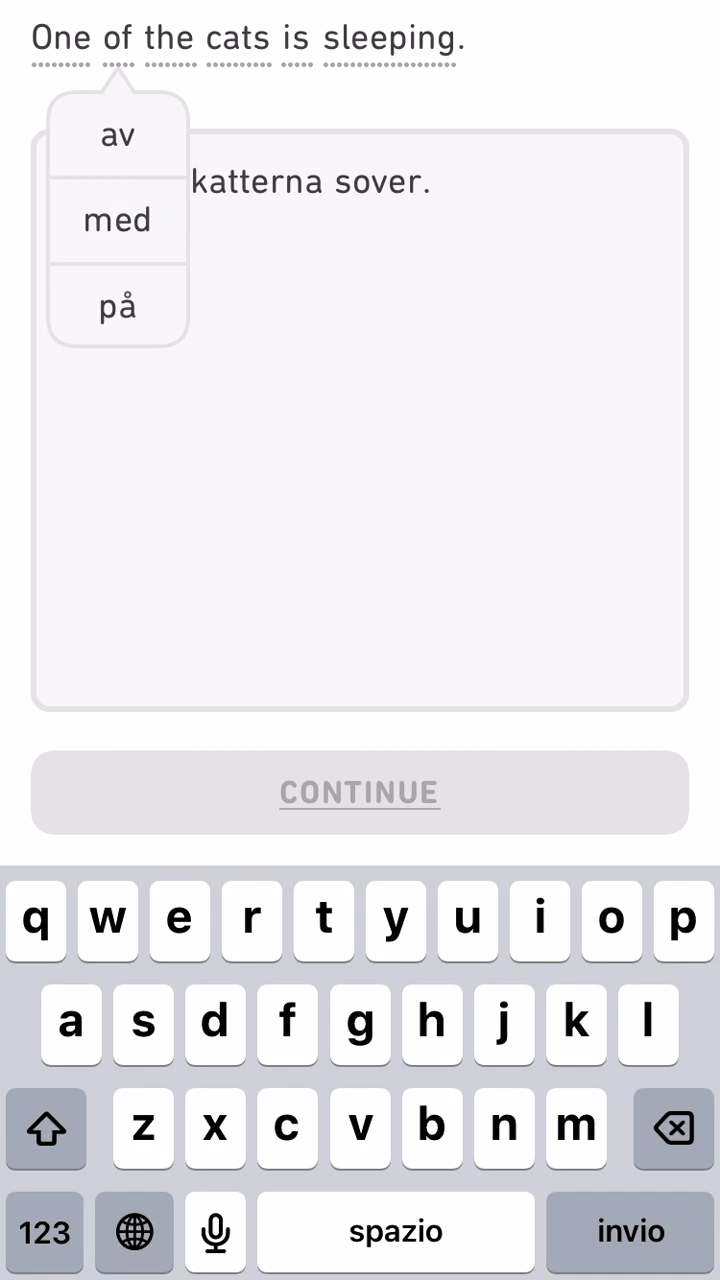 One of the cats is sleeping.
av
katterna sover.
med
på
CONTINUE
q w e r t y u i o p
a s d f g h j k l
z x c v b n m
123 spazio invio